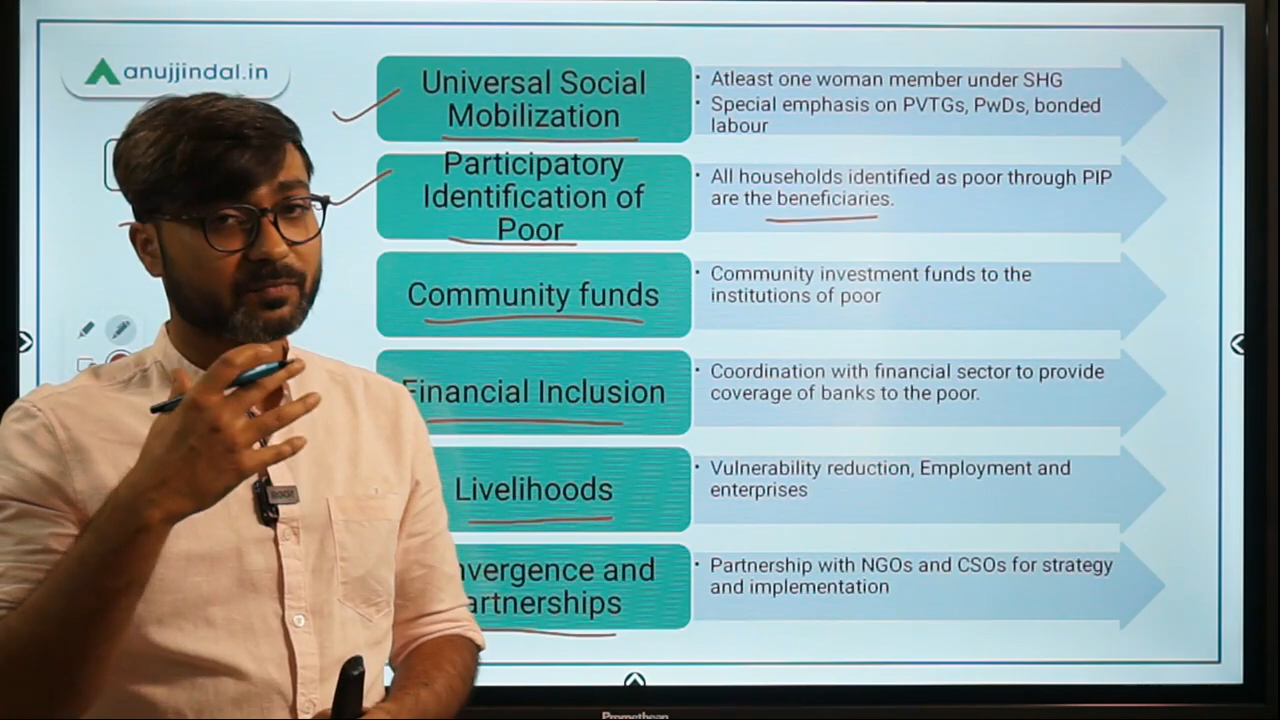 anujjindal.in
Universal Social
Mobilization
Atleast one woman member under SHG
Special emphasis on PVTGs, PwDs, bonded
labour
Participatory
Identification of
Poor
All households identified as poor through PIP
are the beneficiaries.
Community funds
Community investment funds to the
institutions of poor
Financial Inclusion
Coordination with financial sector to provide
coverage of banks to the poor.
Livelihoods
Vulnerability reduction, Employment and
enterprises
nvergence and
artnerships
Partnership with NGOs and CSOs for strategy
and implementation
Promethean